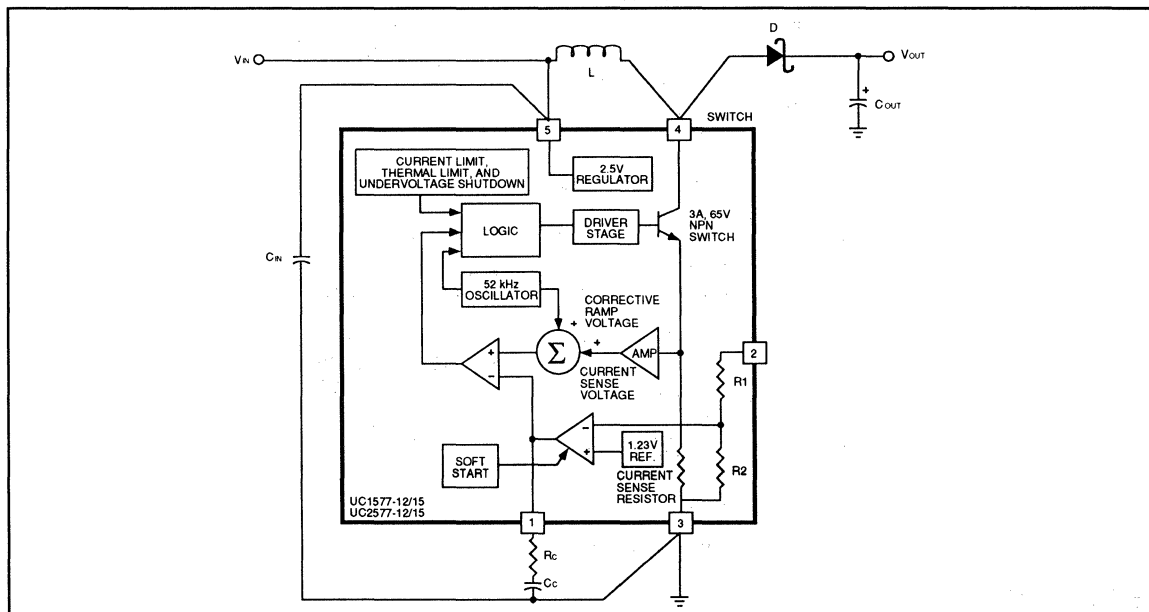 D
VIN
L
VOUT
+
COUT
SWITCH
5
4
CURRENT LIMIT,
THERMAL LIMIT, AND
UNDERVOLTAGE SHUTDOWN
2.5V
REGULATOR
3A, 65V
NPN
SWITCH
LOGIC
DRIVER
STAGE
CIN
52 kHz
OSCILLATOR
CORRECTIVE
RAMP
VOLTAGE
+
+
Σ
AMP
2
+
−
CURRENT
SENSE
VOLTAGE
R1
−
+
1.23V
REF.
SOFT
START
R2
CURRENT
SENSE
RESISTOR
UC1577-12/15
UC2577-12/15
1
3
RC
CC